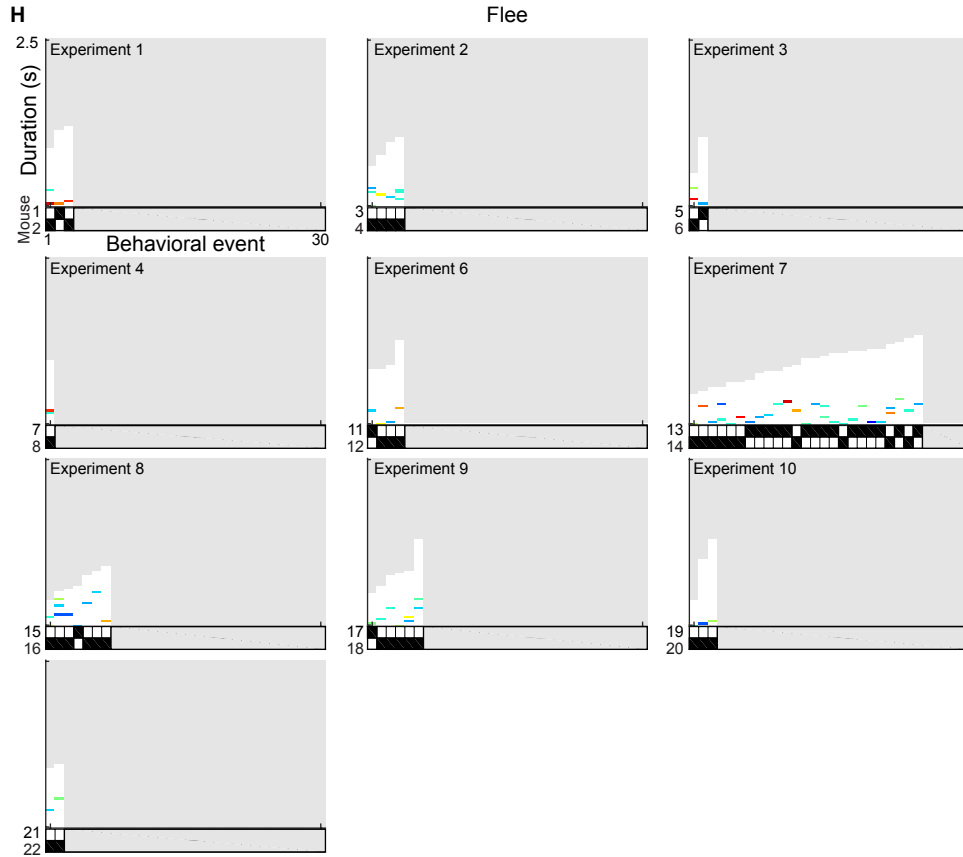 H
Flee
2.5
Duration (s)
Experiment 1
Mouse
1
2
1
30
Behavioral event
Experiment 2
3
4
Experiment 3
5
6
Experiment 4
7
8
Experiment 6
11
12
Experiment 7
13
14
Experiment 8
15
16
Experiment 9
17
18
Experiment 10
19
20
21
22